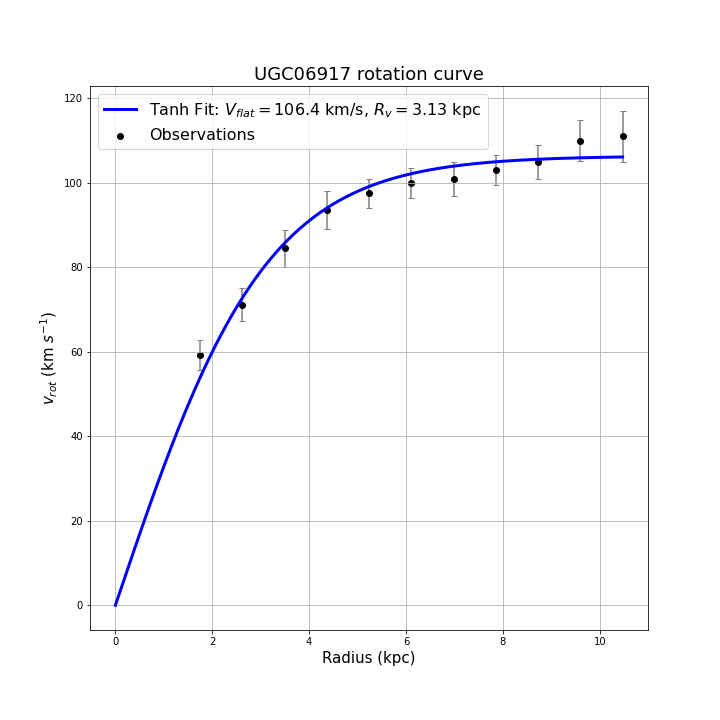 UGC06917 rotation curve
Tanh Fit: $V_{flat} = 106.4$ km/s, $R_v = 3.13$ kpc
Observations
120
100
80
60
40
20
0
$v_{rot}$ (km $s^{-1}$)
0 2 4 6 8 10
Radius (kpc)